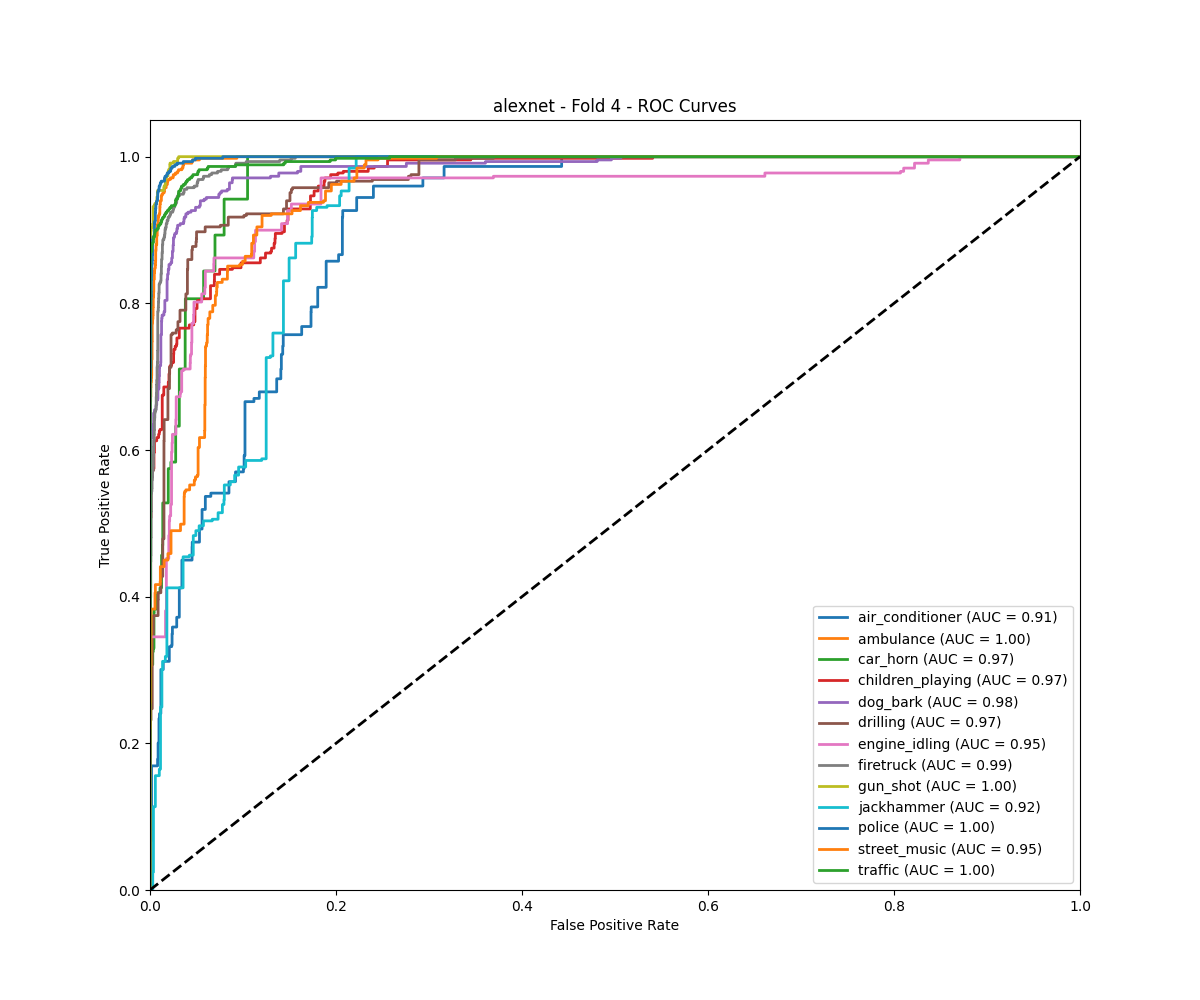 alexnet - Fold 4 - ROC Curves
1.0
0.8
0.6
0.4
0.2
0.0
True Positive Rate
air_conditioner (AUC = 0.91)
ambulance (AUC = 1.00)
car_horn (AUC = 0.97)
children_playing (AUC = 0.97)
dog_bark (AUC = 0.98)
drilling (AUC = 0.97)
engine_idling (AUC = 0.95)
firetruck (AUC = 0.99)
gun_shot (AUC = 1.00)
jackhammer (AUC = 0.92)
police (AUC = 1.00)
street_music (AUC = 0.95)
traffic (AUC = 1.00)
0.0 0.2 0.4 0.6 0.8 1.0
False Positive Rate